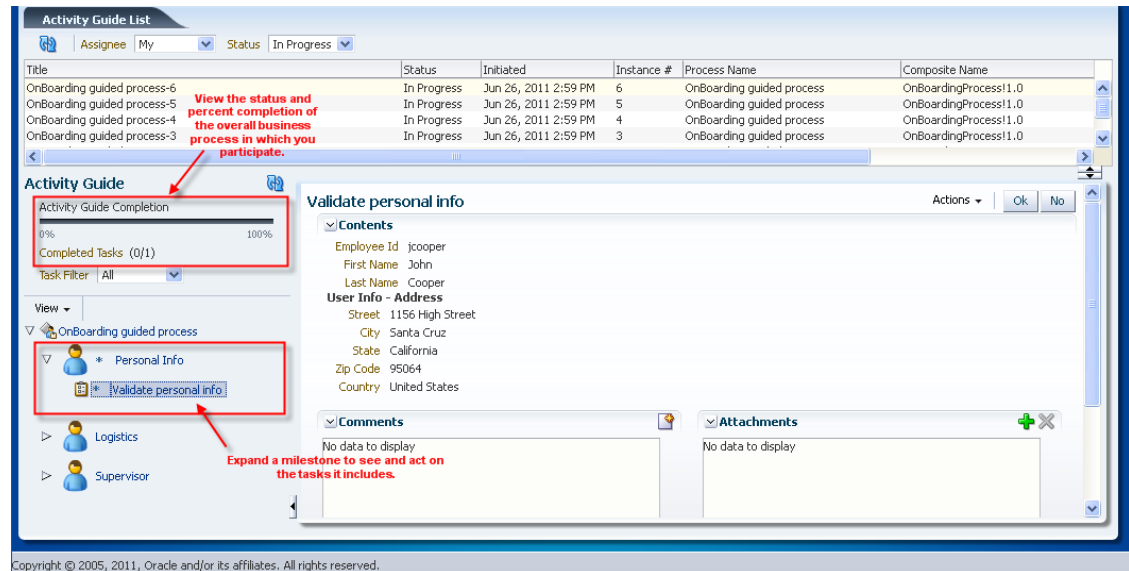 Activity Guide List
Assignee My Status In Progress
Title Status Initiated Instance # Process Name Composite Name
OnBoarding guided process-6 In Progress Jun 26, 2011 2:59 PM 6 OnBoarding guided process OnBoardingProcess!1.0
OnBoarding guided process-5 In Progress Jun 26, 2011 2:59 PM 5 OnBoarding guided process OnBoardingProcess!1.0
OnBoarding guided process-4 In Progress Jun 26, 2011 2:59 PM 4 OnBoarding guided process OnBoardingProcess!1.0
OnBoarding guided process-3 In Progress Jun 26, 2011 2:59 PM 3 OnBoarding guided process OnBoardingProcess!1.0
View the status and
percent completion of
the overall business
process in which you
participate.
Activity Guide
Activity Guide Completion
0% 100%
Completed Tasks (0/1)
Task Filter All
View
OnBoarding guided process
* Personal Info
* Validate personal info
Logistics
Supervisor
Expand a milestone to see and act on
the tasks it includes.
Validate personal info Actions Ok No
Contents
Employee Id jcooper
First Name John
Last Name Cooper
User Info - Address
Street 1156 High Street
City Santa Cruz
State California
Zip Code 95064
Country United States
Comments
No data to display
Attachments
No data to display
Copyright © 2005, 2011, Oracle and/or its affiliates. All rights reserved.